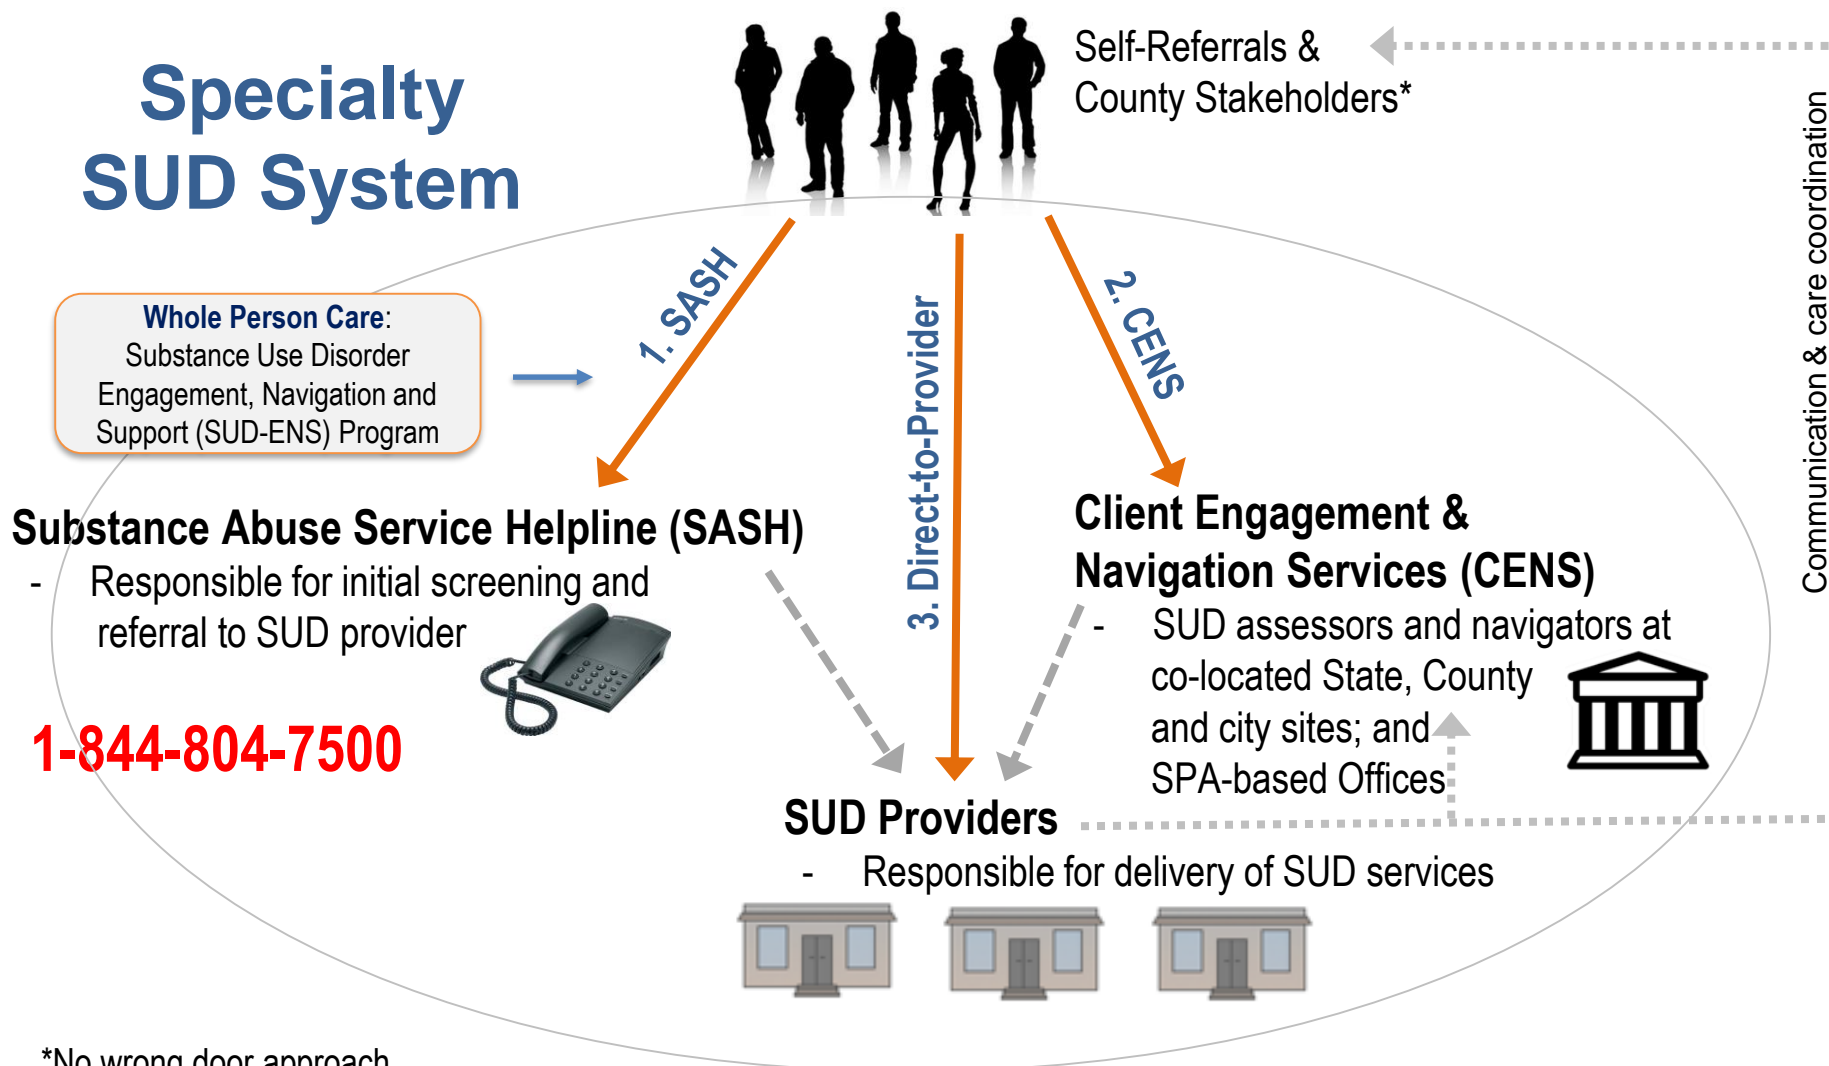 Specialty
SUD System
Self-Referrals &
County Stakeholders*
Communication & care coordination
Whole Person Care:
Substance Use Disorder
Engagement, Navigation and
Support (SUD-ENS) Program
1. SASH
3. Direct-to-Provider
2. CENS
Substance Abuse Service Helpline (SASH)
- Responsible for initial screening and
referral to SUD provider
1-844-804-7500
Client Engagement &
Navigation Services (CENS)
- SUD assessors and navigators at
co-located State, County
and city sites; and
SPA-based Offices
SUD Providers
- Responsible for delivery of SUD services
*No wrong door approach